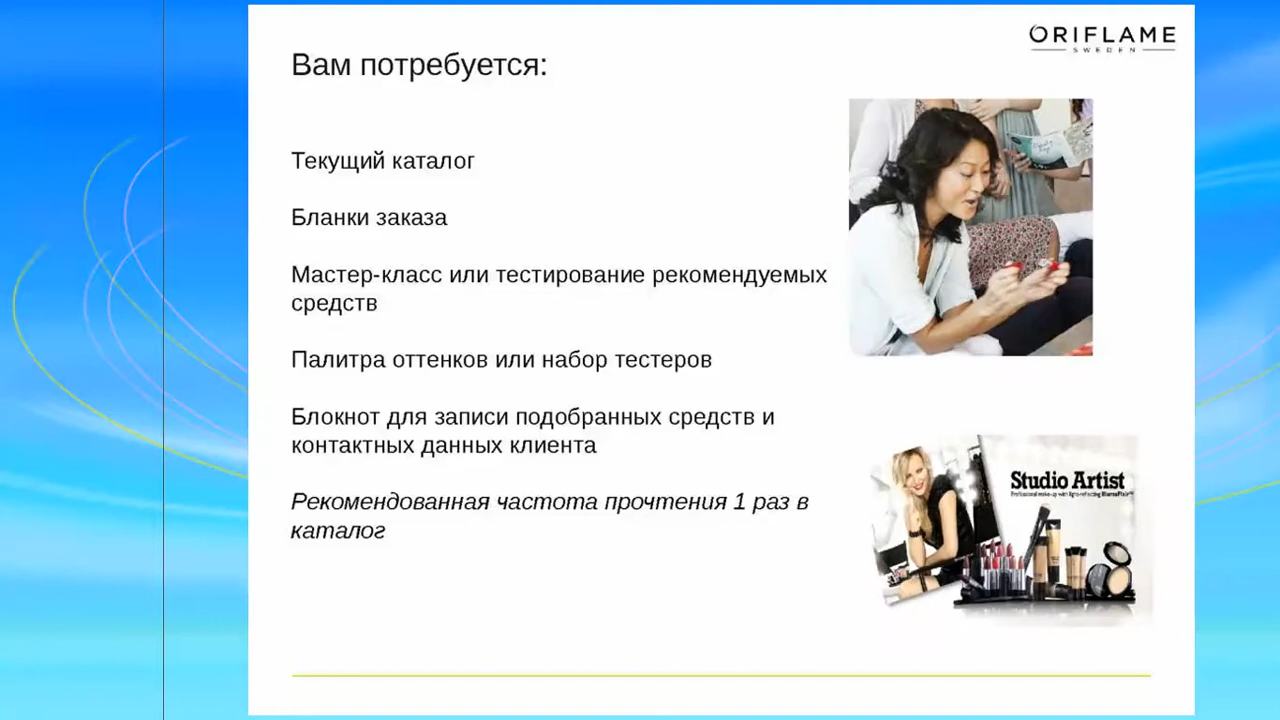 ORIFLAME
SWEDEN
Вам потребуется:
Текущий каталог
Бланки заказа
Мастер-класс или тестирование рекомендуемых
средств
Палитра оттенков или набор тестеров
Блокнот для записи подобранных средств и
контактных данных клиента
Рекомендованная частота прочтения 1 раз в
каталог
Studio Artist